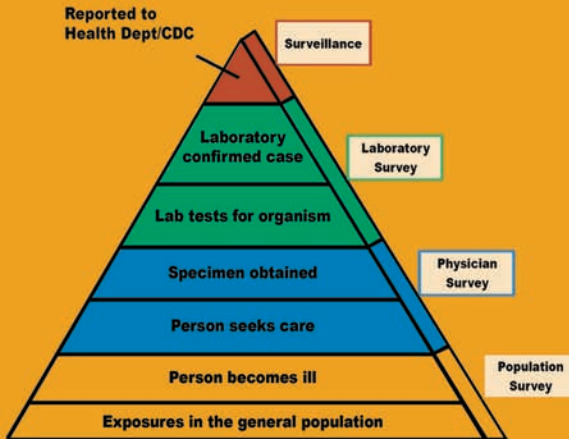 Reported to
Health Dept/CDC
Surveillance
Laboratory
confirmed case
Laboratory
Survey
Lab tests for organism
Specimen obtained
Physician
Survey
Person seeks care
Person becomes ill
Population
Survey
Exposures in the general population